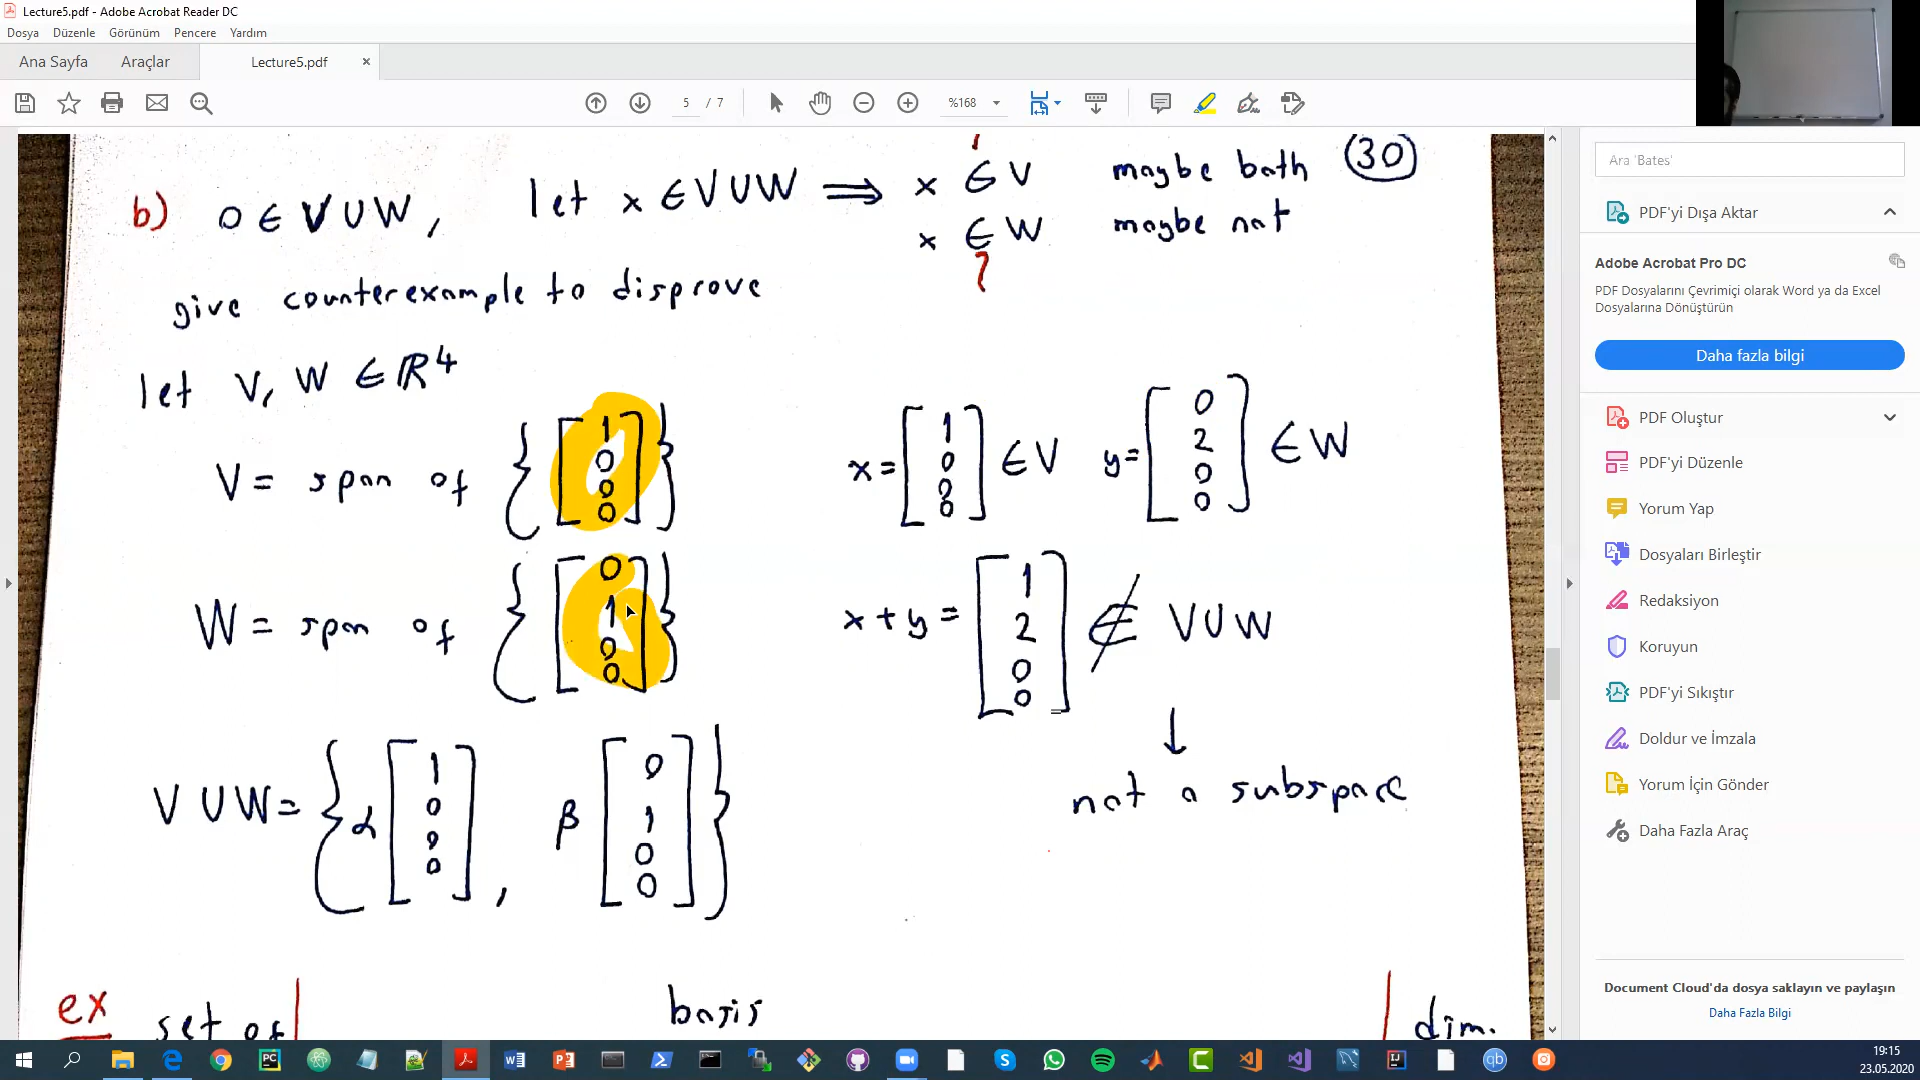 Lecture5.pdf - Adobe Acrobat Reader DC
Dosya Düzenle Görünüm Pencere Yardım
Ana Sayfa Araçlar Lecture5.pdf ×
5 / 7 %168
b) 0 ∈ V ∪ W, let x ∈ V ∪ W ⟹ x ∈ V maybe both 30
? x ∈ W maybe not
?
give counterexample to disprove
let V, W ∈ ℝ⁴
V = span of { [1 0 0 0] } x = [1 0 0 0] ∈ V y = [0 2 0 0] ∈ W
W = span of { [0 1 0 0] } x + y = [1 2 0 0] ∉ V ∪ W
↓
not a subspace
V ∪ W = { α [1 0 0 0], β [0 1 0 0] }
ex set of basis dim.
Ara 'Bates'
PDF'yi Dışa Aktar
Adobe Acrobat Pro DC
PDF Dosyalarını Çevrimiçi olarak Word ya da Excel
Dosyalarına Dönüştürün
Daha fazla bilgi
PDF Oluştur
PDF'yi Düzenle
Yorum Yap
Dosyaları Birleştir
Redaksiyon
Koruyun
PDF'yi Sıkıştır
Doldur ve İmzala
Yorum İçin Gönder
Daha Fazla Araç
Document Cloud'da dosya saklayın ve paylaşın
Daha Fazla Bilgi
19:15
23.05.2020